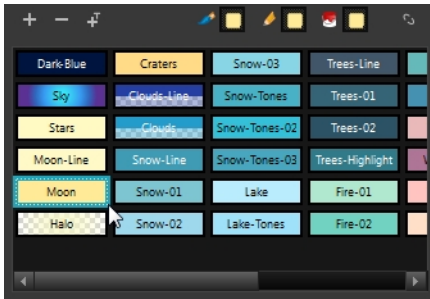 Dark-Blue Craters Snow-03 Trees-Line
Sky Clouds-Line Snow-Tones Trees-01
Stars Clouds Snow-Tones-02 Trees-02
Moon-Line Snow-Line Snow-Tones-03 Trees-Highlight
Moon Snow-01 Lake Fire-01
Halo Snow-02 Lake-Tones Fire-02